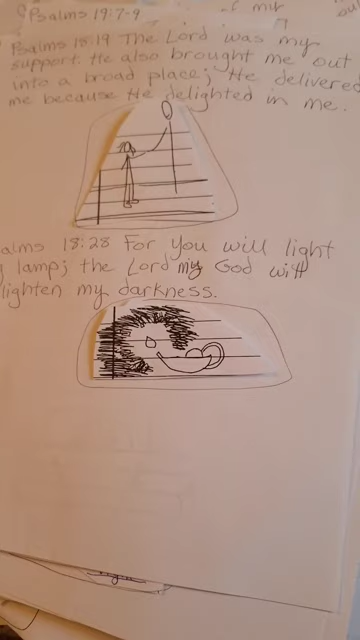 Psalms 19:7-9
Psalms 18:19 The Lord was my
support. He also brought me out
into a broad place; He delivered
me because He delighted in me.
alms 18:28 For You will light
lamp; the Lord my God will
lighten my darkness.